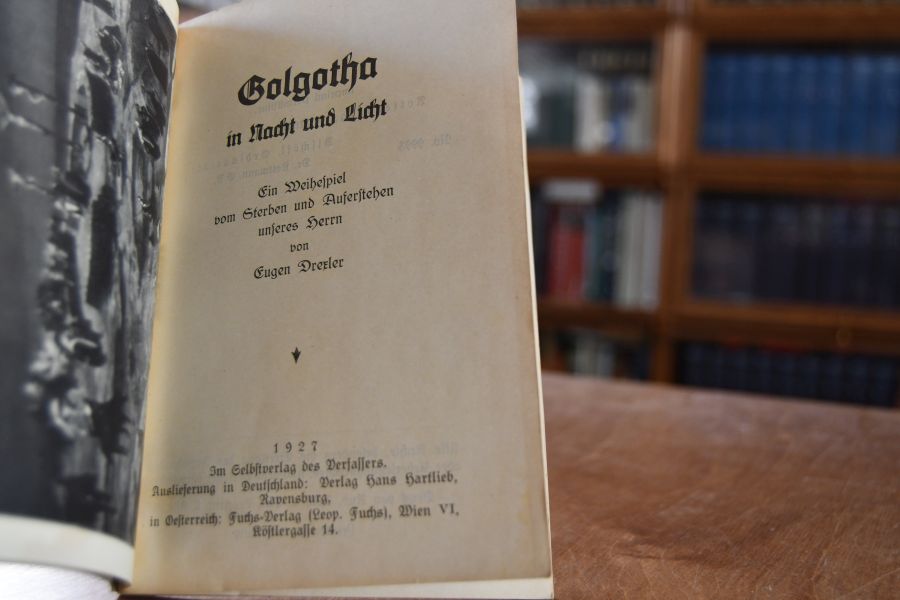 Golgotha
in Nacht und Licht
Ein Weihespiel
vom Sterben und Auferstehen
unseres Herrn
von
Eugen Drexler
1927
Im Selbstverlag des Verfassers.
Auslieferung in Deutschland: Verlag Hans Hartlieb,
Ravensburg,
in Oesterreich: Fuchs-Verlag (Leop. Fuchs), Wien VI,
Köstlergasse 14.